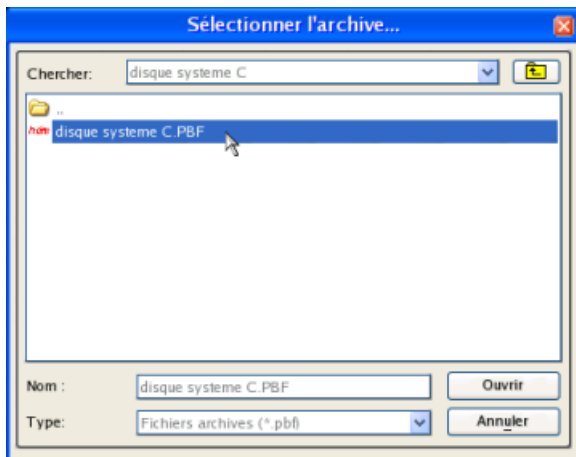 Sélectionner l'archive...
Chercher: disque systeme C
..
disque systeme C.PBF
Nom : disque systeme C.PBF Ouvrir
Type: Fichiers archives (*.pbf) Annuler